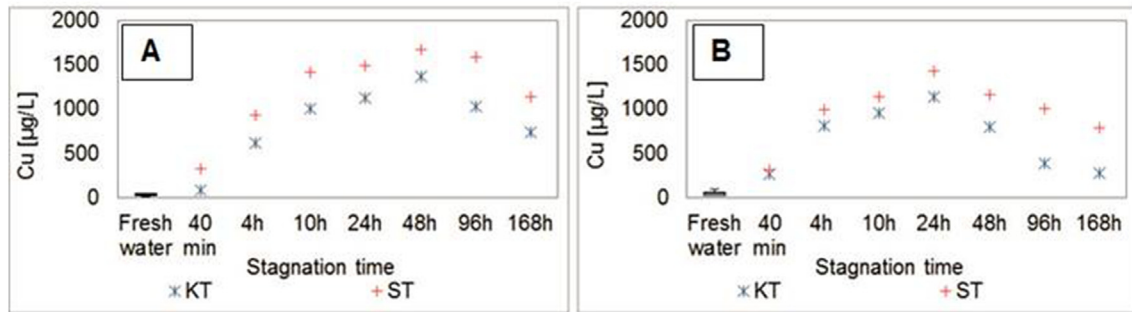 A
2000
1500
1000
500
0
Cu [µg/L]
Fresh water 40 min 4h 10h 24h 48h 96h 168h
Stagnation time
KT ST
B
2000
1500
1000
500
0
Cu [µg/L]
Fresh water 40 min 4h 10h 24h 48h 96h 168h
Stagnation time
KT ST